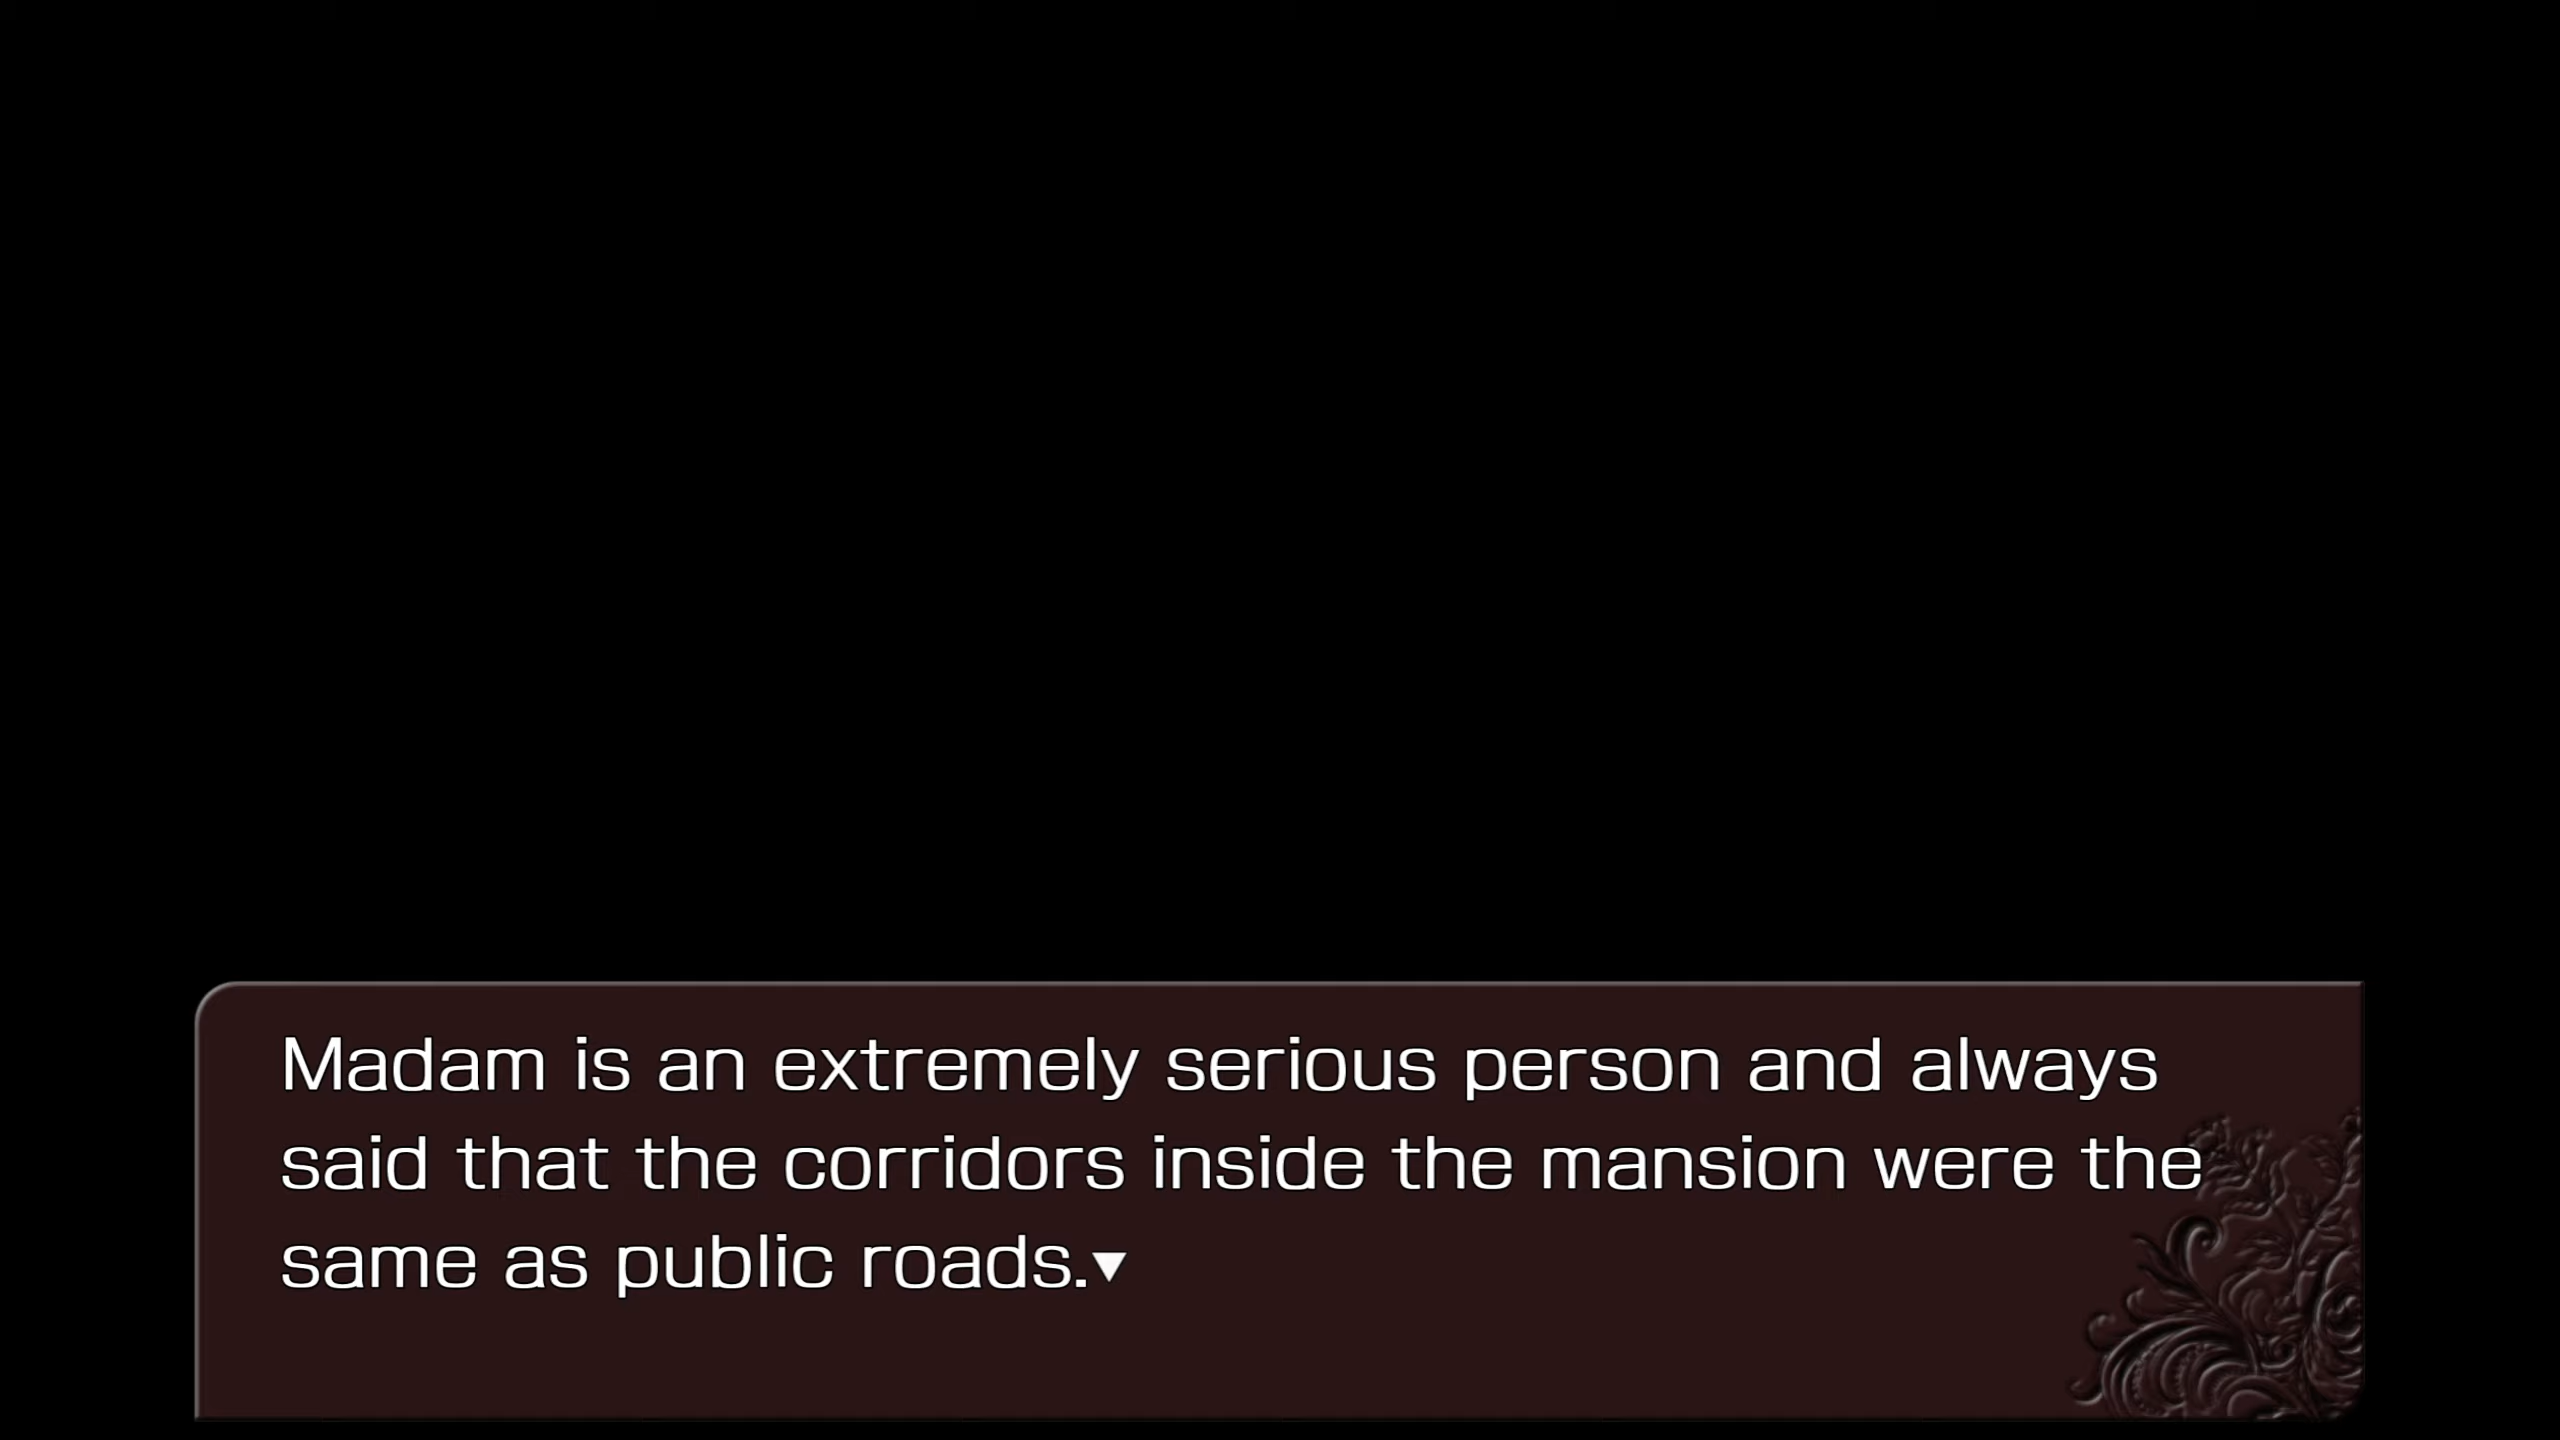 Madam is an extremely serious person and always
said that the corridors inside the mansion were the
same as public roads.▼